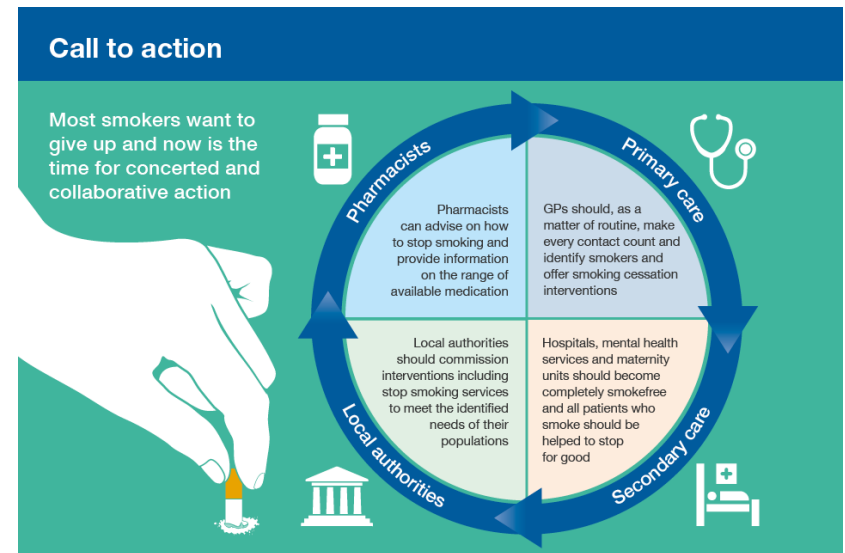 Call to action
Most smokers want to
give up and now is the
time for concerted and
collaborative action
Pharmacists
Pharmacists
can advise on how
to stop smoking and
provide information
on the range of
available medication
Primary care
GPs should, as a
matter of routine, make
every contact count and
identify smokers and
offer smoking cessation
interventions
Local authorities
Local authorities
should commission
interventions including
stop smoking services
to meet the identified
needs of their
populations
Secondary care
Hospitals, mental health
services and maternity
units should become
completely smokefree
and all patients who
smoke should be
helped to stop
for good